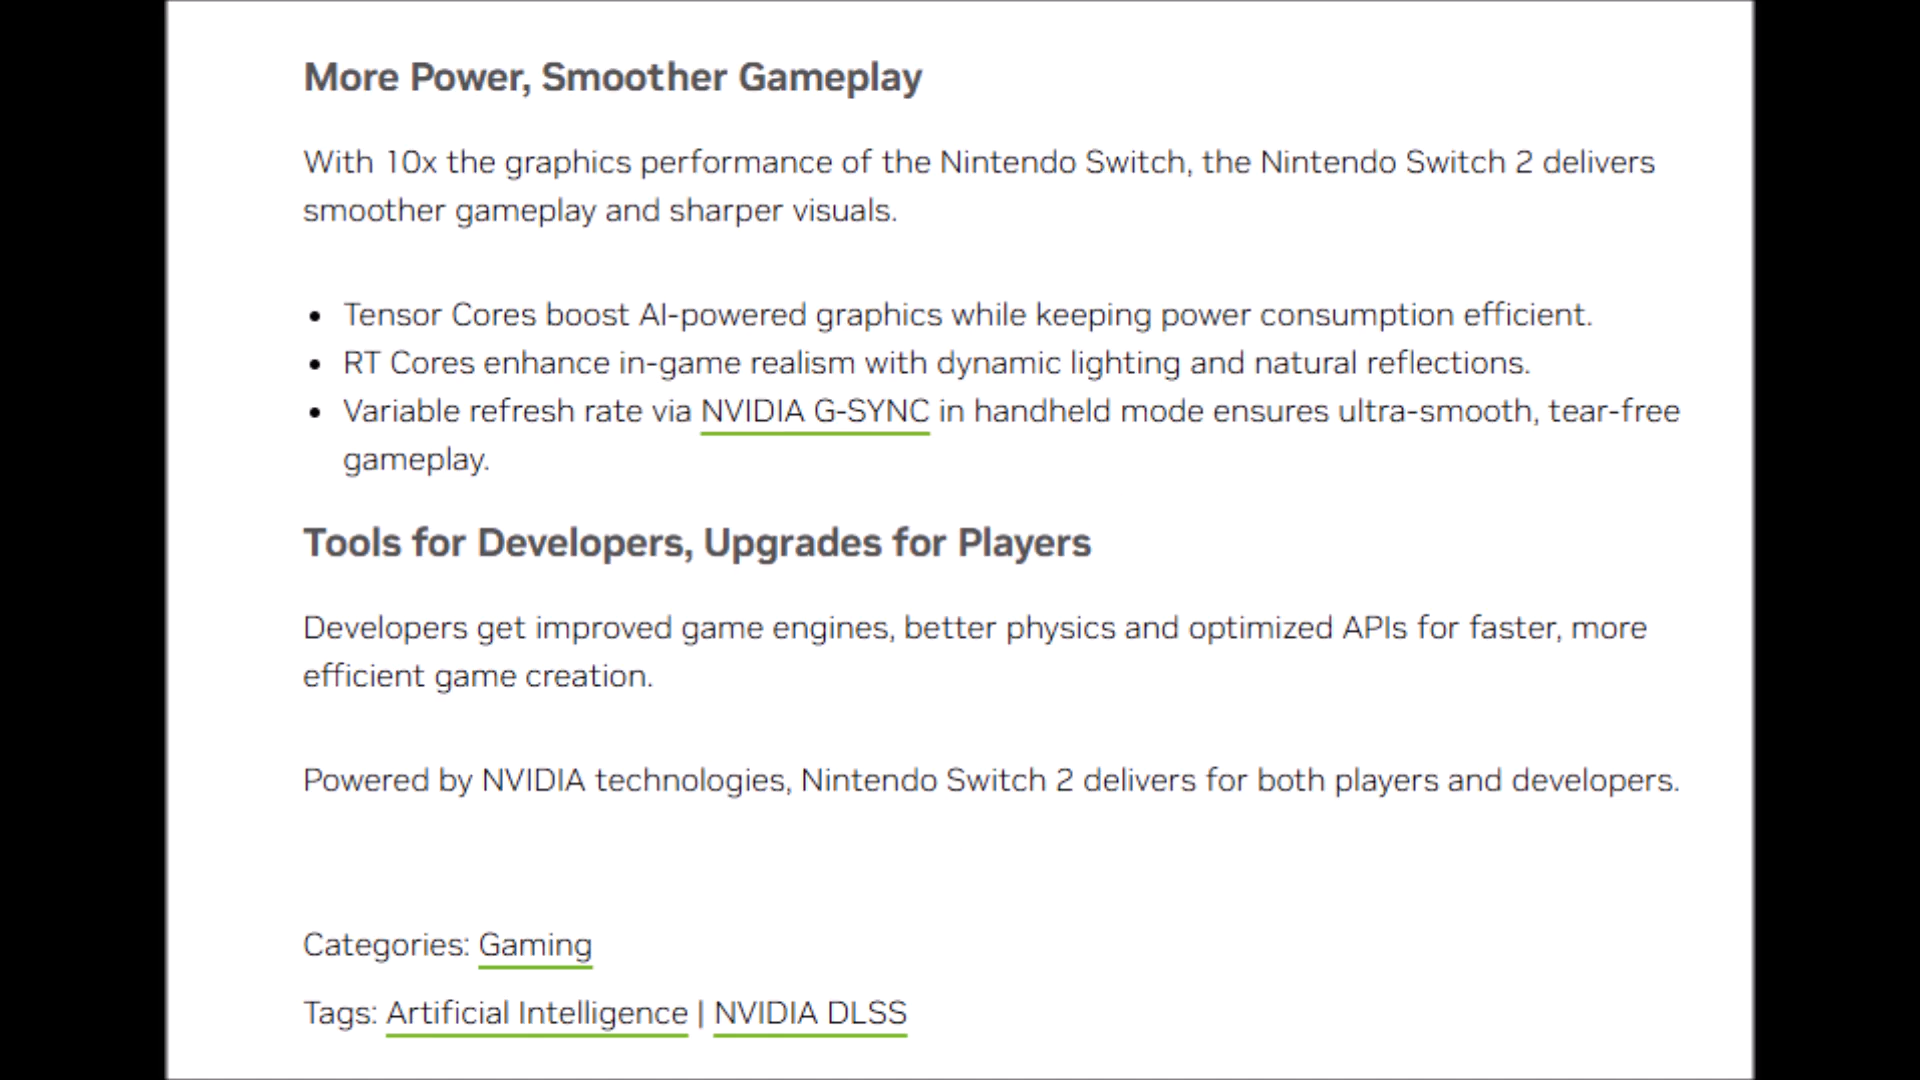 More Power, Smoother Gameplay
With 10x the graphics performance of the Nintendo Switch, the Nintendo Switch 2 delivers
smoother gameplay and sharper visuals.
• Tensor Cores boost AI-powered graphics while keeping power consumption efficient.
• RT Cores enhance in-game realism with dynamic lighting and natural reflections.
• Variable refresh rate via NVIDIA G-SYNC in handheld mode ensures ultra-smooth, tear-free
gameplay.
Tools for Developers, Upgrades for Players
Developers get improved game engines, better physics and optimized APIs for faster, more
efficient game creation.
Powered by NVIDIA technologies, Nintendo Switch 2 delivers for both players and developers.
Categories: Gaming
Tags: Artificial Intelligence | NVIDIA DLSS